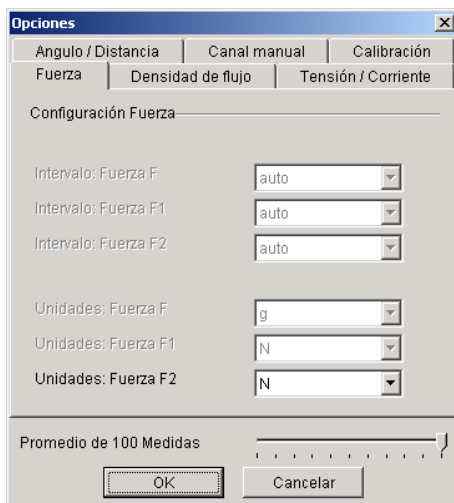 Opciones
Angulo / Distancia Canal manual Calibración
Fuerza Densidad de flujo Tensión / Corriente
Configuración Fuerza
Intervalo: Fuerza F auto
Intervalo: Fuerza F1 auto
Intervalo: Fuerza F2 auto
Unidades: Fuerza F g
Unidades: Fuerza F1 N
Unidades: Fuerza F2 N
Promedio de 100 Medidas
OK Cancelar